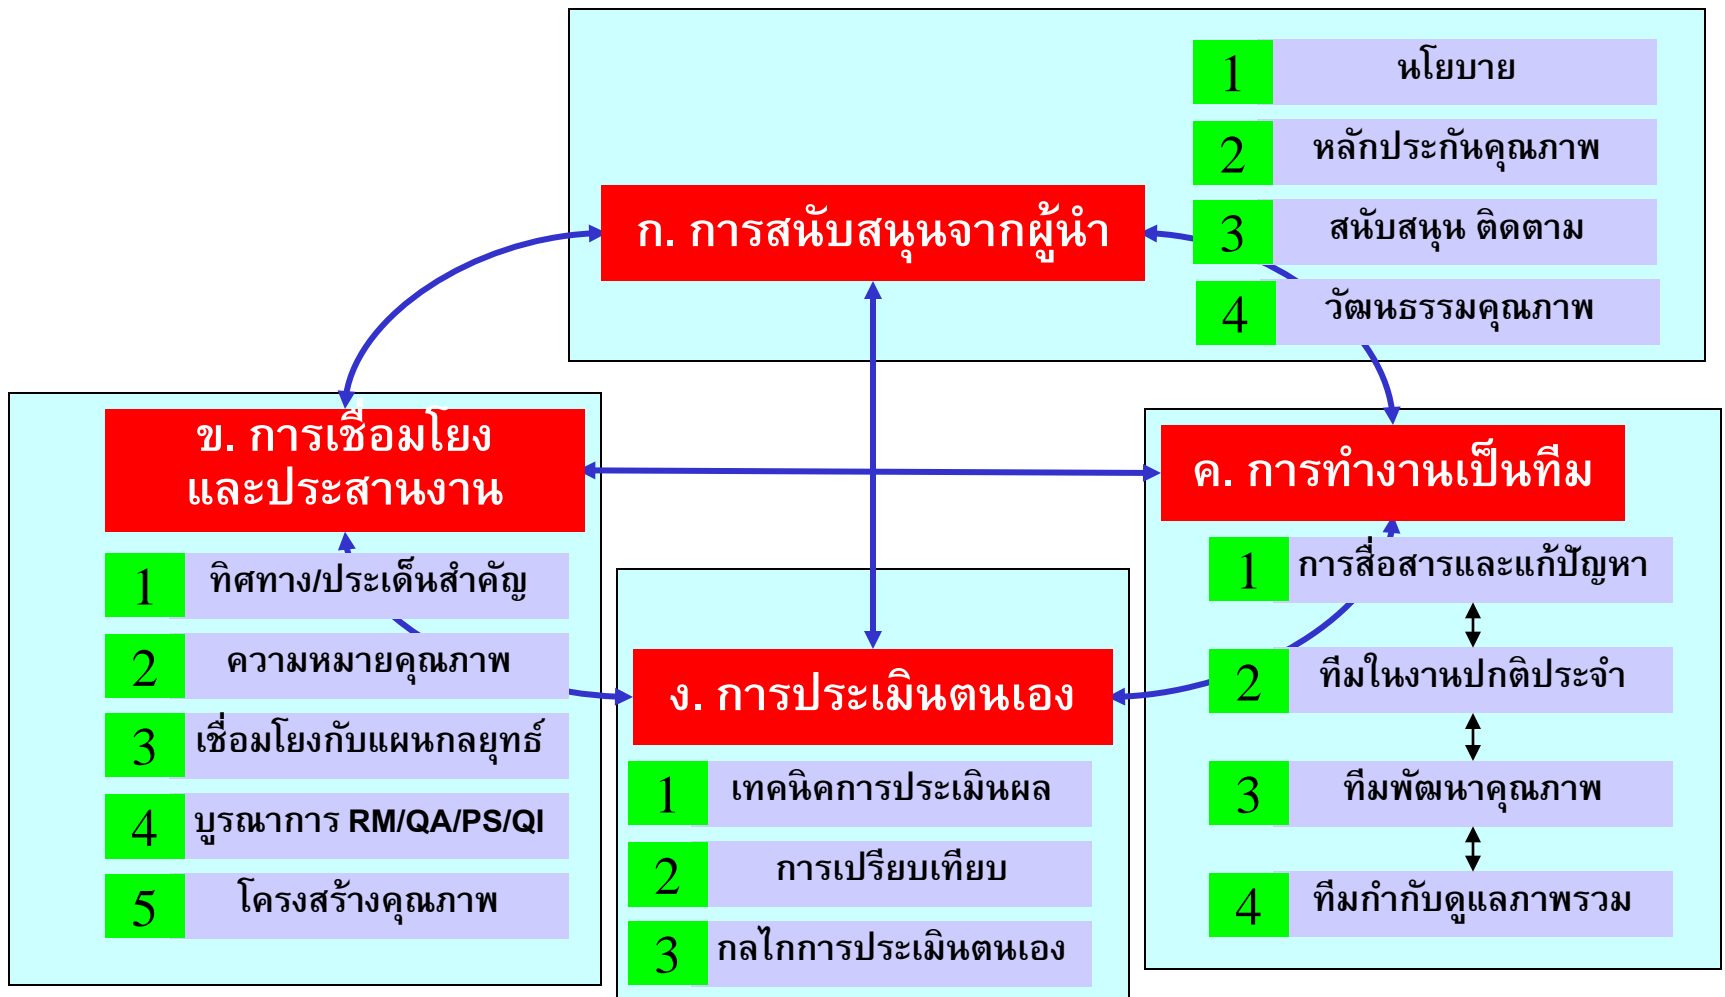 1 นโยบาย
2 หลักประกันคุณภาพ
ก. การสนับสนุนจากผู้นำ
3 สนับสนุน ติดตาม
4 วัฒนธรรมคุณภาพ
ข. การเชื่อมโยง
และประสานงาน
1 ทิศทาง/ประเด็นสำคัญ
2 ความหมายคุณภาพ
3 เชื่อมโยงกับแผนกลยุทธ์
4 บูรณาการ RM/QA/PS/QI
5 โครงสร้างคุณภาพ
ค. การทำงานเป็นทีม
1 การสื่อสารและแก้ปัญหา
2 ทีมในงานปกติประจำ
3 ทีมพัฒนาคุณภาพ
4 ทีมกำกับดูแลภาพรวม
ง. การประเมินตนเอง
1 เทคนิคการประเมินผล
2 การเปรียบเทียบ
3 กลไกการประเมินตนเอง